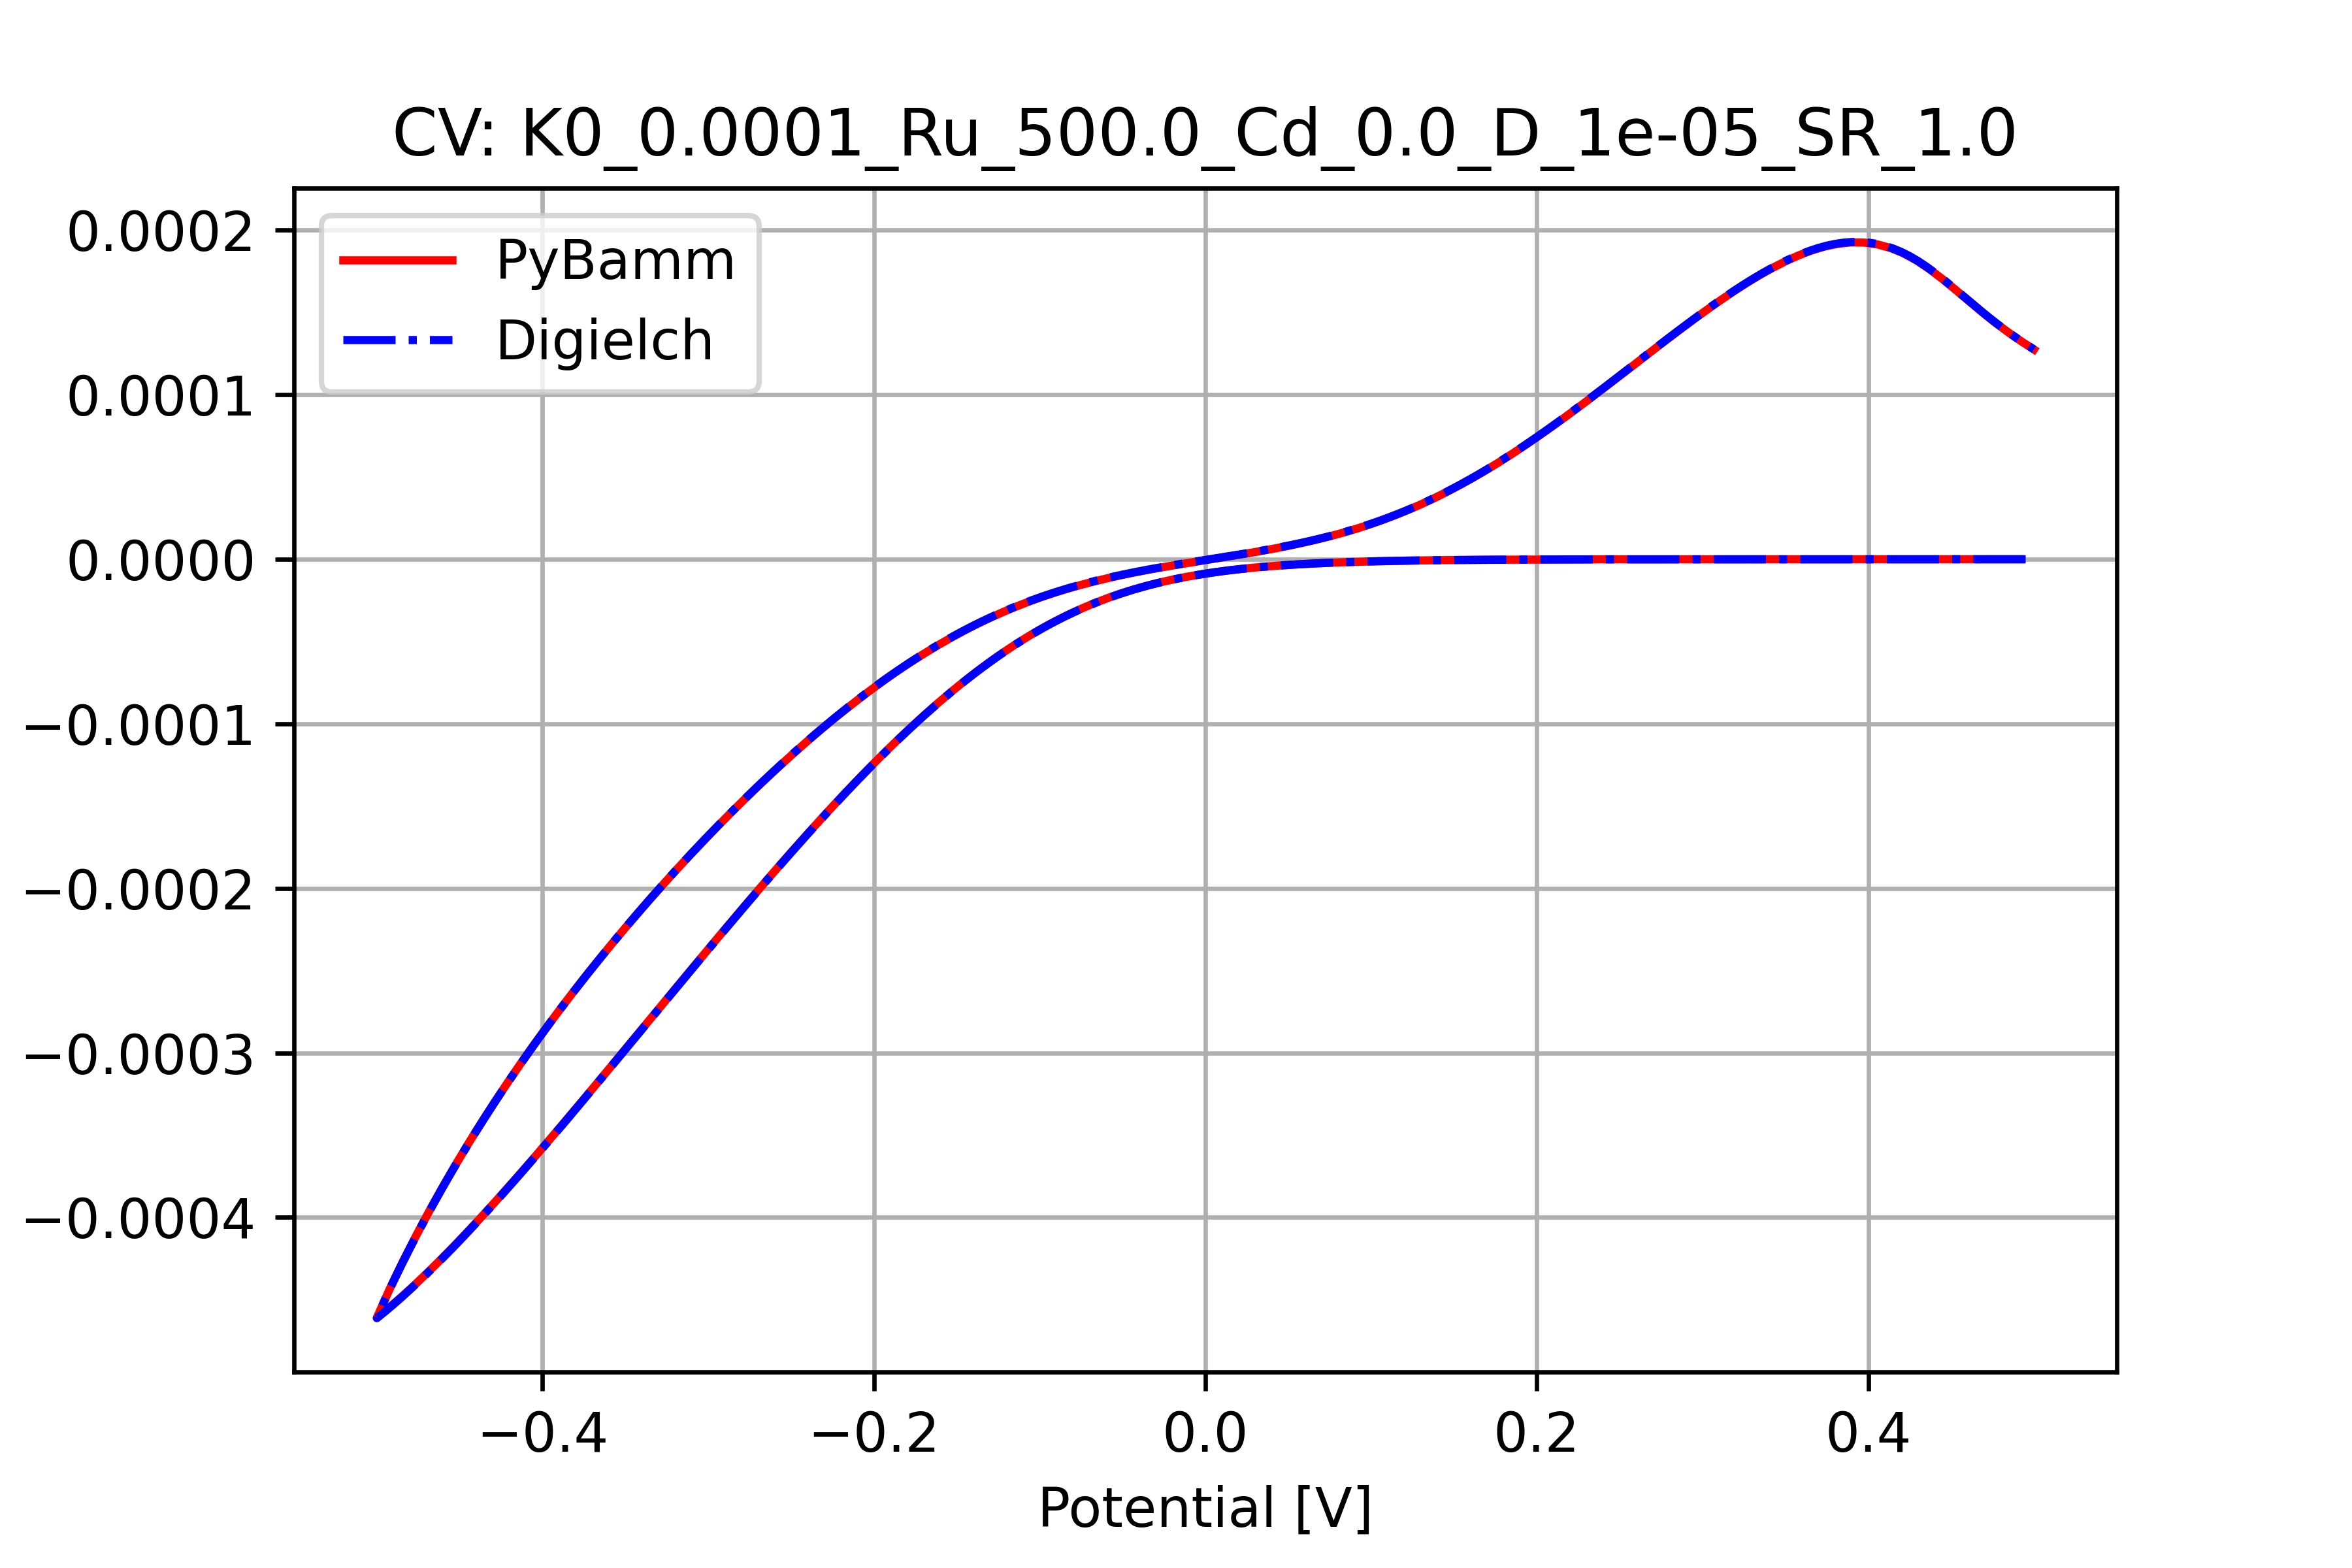 CV: K0_0.0001_Ru_500.0_Cd_0.0_D_1e-05_SR_1.0
PyBamm
Digielch
0.0002
0.0001
0.0000
−0.0001
−0.0002
−0.0003
−0.0004
−0.4 −0.2 0.0 0.2 0.4
Potential [V]